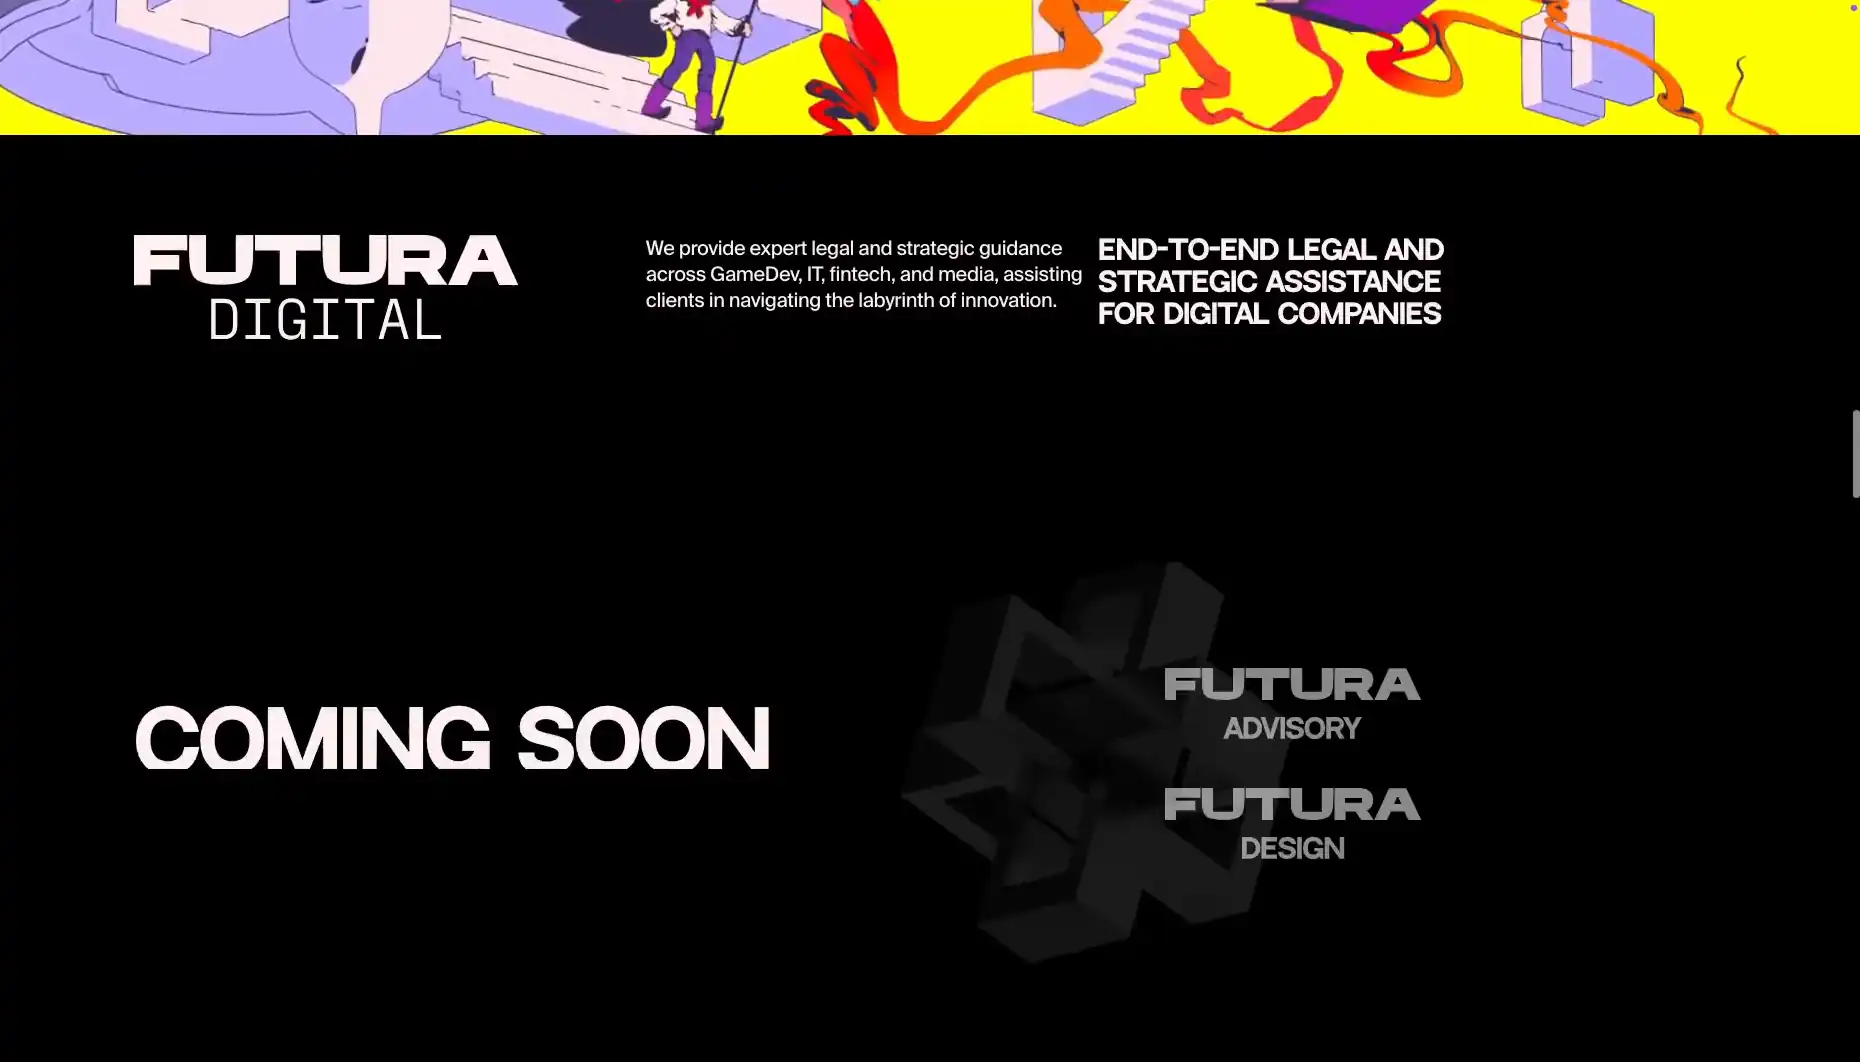 FUTURA
DIGITAL
We provide expert legal and strategic guidance
across GameDev, IT, fintech, and media, assisting
clients in navigating the labyrinth of innovation.
END-TO-END LEGAL AND
STRATEGIC ASSISTANCE
FOR DIGITAL COMPANIES
COMING SOON
FUTURA
ADVISORY
FUTURA
DESIGN